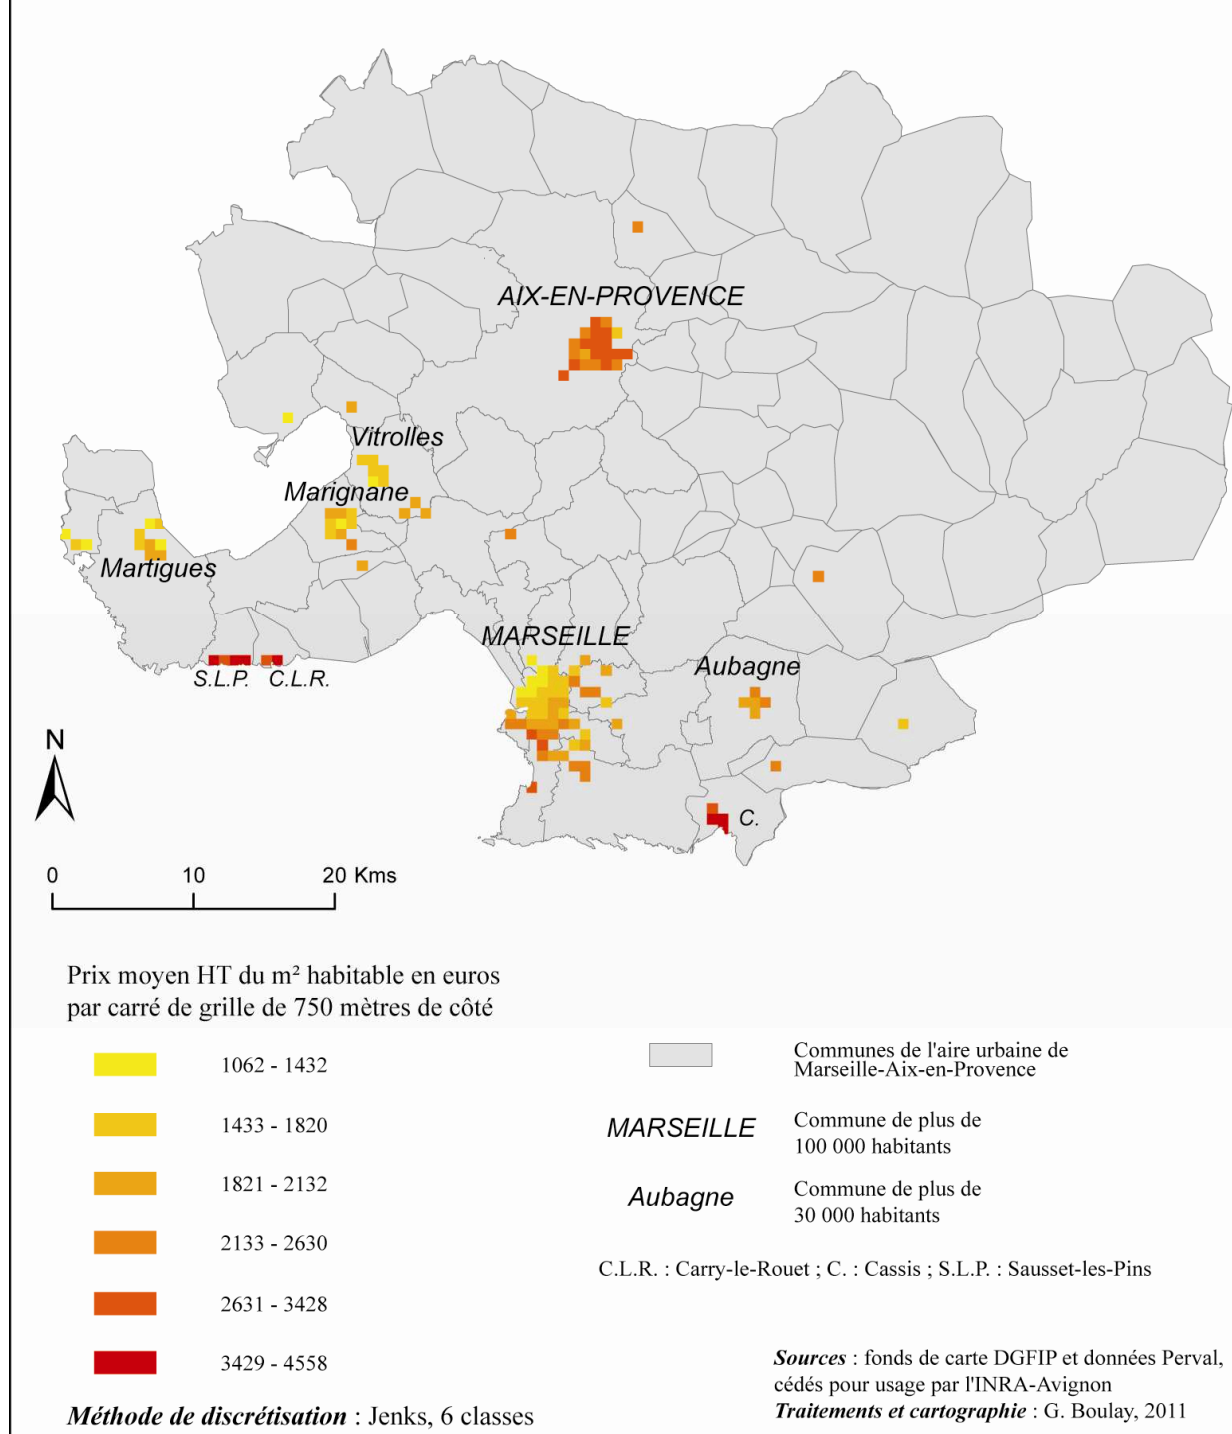 AIX-EN-PROVENCE
Vitrolles
Marignane
Martigues
MARSEILLE
Aubagne
S.L.P. C.L.R.
C.
N
0 10 20 Kms
Prix moyen HT du m² habitable en euros
par carré de grille de 750 mètres de côté
1062 - 1432
1433 - 1820
1821 - 2132
2133 - 2630
2631 - 3428
3429 - 4558
Méthode de discrétisation : Jenks, 6 classes
Communes de l'aire urbaine de
Marseille-Aix-en-Provence
MARSEILLE
Commune de plus de
100 000 habitants
Aubagne
Commune de plus de
30 000 habitants
C.L.R. : Carry-le-Rouet ; C. : Cassis ; S.L.P. : Sausset-les-Pins
Sources : fonds de carte DGFIP et données Perval,
cédés pour usage par l'INRA-Avignon
Traitements et cartographie : G. Boulay, 2011